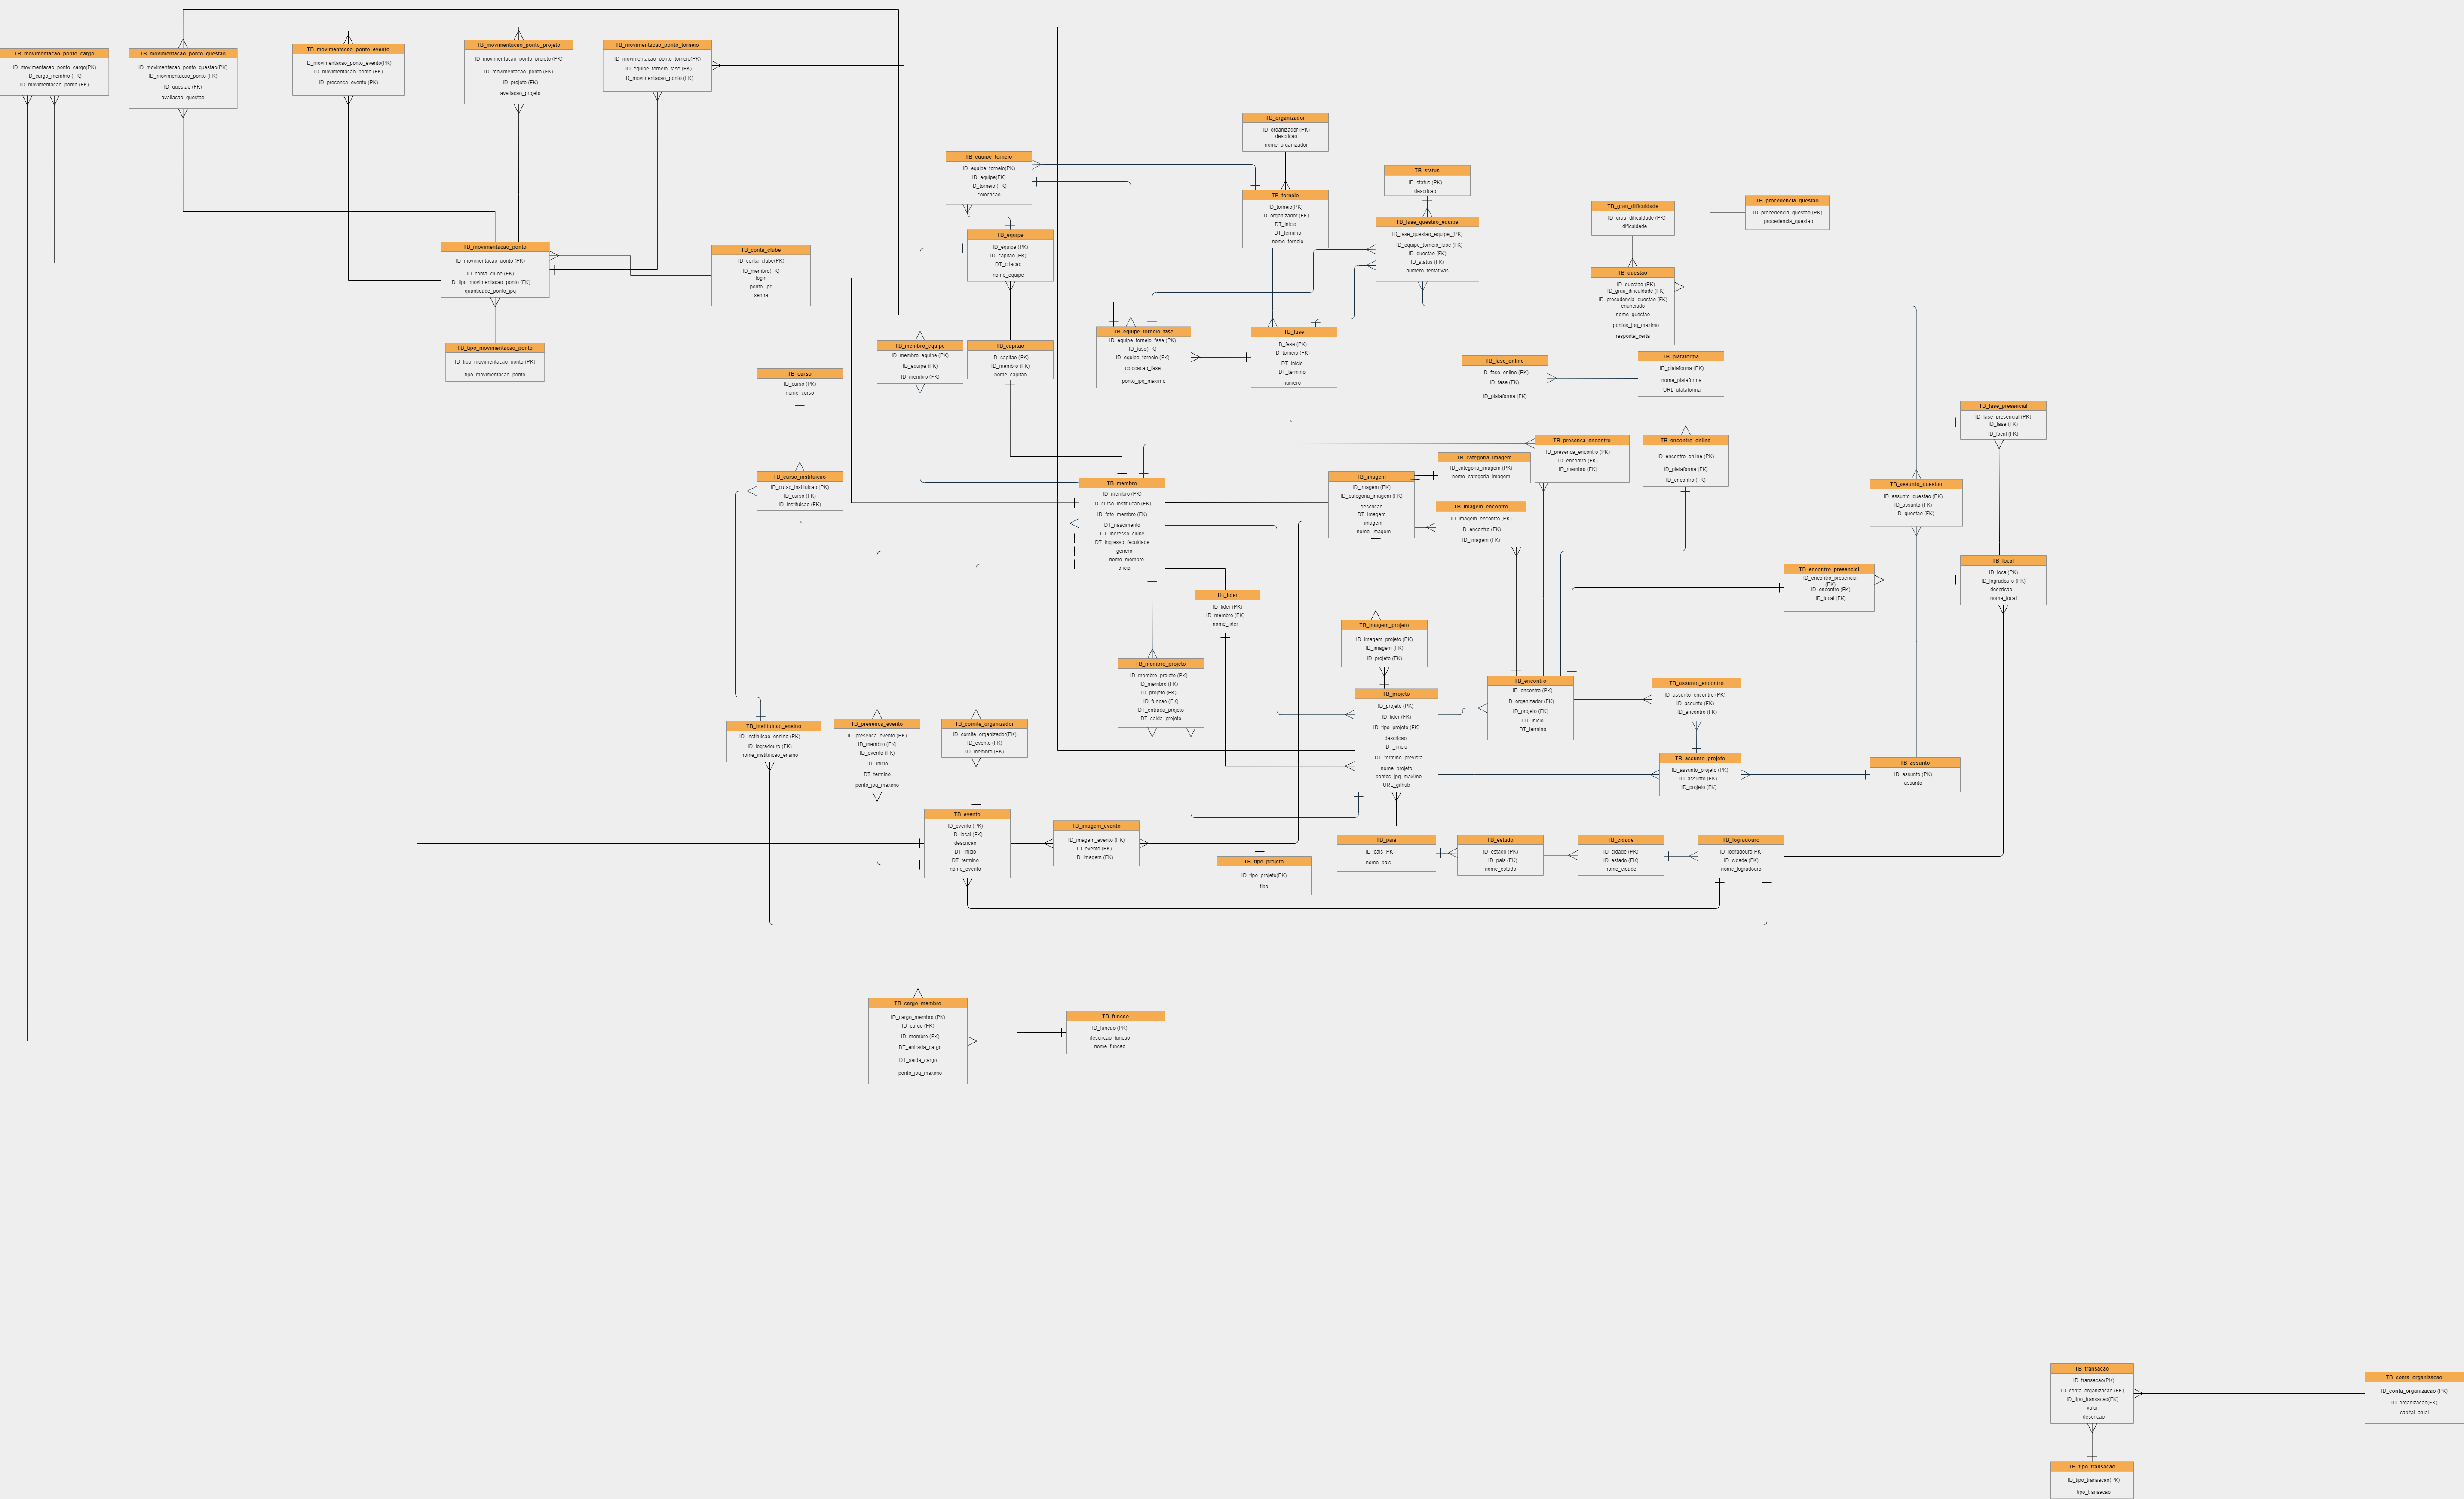 TB_movimentacao_ponto_cargo
ID_movimentacao_ponto_cargo(PK)
ID_cargo_membro (FK)
ID_movimentacao_ponto (FK)
TB_movimentacao_ponto_questao
ID_movimentacao_ponto_questao(PK)
ID_movimentacao_ponto (FK)
ID_questao (FK)
avaliacao_questao
TB_movimentacao_ponto_evento
ID_movimentacao_ponto_evento(PK)
ID_movimentacao_ponto (FK)
ID_presenca_evento (PK)
TB_movimentacao_ponto_projeto
ID_movimentacao_ponto_projeto (PK)
ID_movimentacao_ponto (FK)
ID_projeto (FK)
avaliacao_projeto
TB_movimentacao_ponto_torneio
ID_movimentacao_ponto_torneio(PK)
ID_equipe_torneio_fase (FK)
ID_movimentacao_ponto (FK)
TB_organizador
ID_organizador (PK)
descricao
nome_organizador
TB_equipe_torneio
ID_equipe_torneio(PK)
ID_equipe(FK)
ID_torneio (FK)
colocacao
TB_status
ID_status (PK)
descricao
TB_torneio
ID_torneio(PK)
ID_organizador (FK)
DT_inicio
DT_termino
nome_torneio
TB_fase_questao_equipe
ID_fase_questao_equipe_(PK)
ID_equipe_torneio_fase (FK)
ID_questao (FK)
ID_status (FK)
numero_tentativas
TB_grau_dificuldade
ID_grau_dificuldade (PK)
dificuldade
TB_procedencia_questao
ID_procedencia_questao (PK)
procedencia_questao
TB_movimentacao_ponto
ID_movimentacao_ponto (PK)
ID_conta_clube (FK)
ID_tipo_movimentacao_ponto (FK)
quantidade_ponto_jpq
TB_conta_clube
ID_conta_clube(PK)
ID_membro(FK)
login
ponto_jpq
senha
TB_equipe
ID_equipe (PK)
ID_capitao (FK)
DT_criacao
nome_equipe
TB_questao
ID_questao (PK)
ID_grau_dificuldade (FK)
ID_procedencia_questao (FK)
enunciado
nome_questao
pontos_jpq_maximo
resposta_certa
TB_tipo_movimentacao_ponto
ID_tipo_movimentacao_ponto (PK)
tipo_movimentacao_ponto
TB_membro_equipe
ID_membro_equipe (PK)
ID_equipe (FK)
ID_membro (FK)
TB_capitao
ID_capitao (PK)
ID_membro (FK)
nome_capitao
TB_equipe_torneio_fase
ID_equipe_torneio_fase (PK)
ID_fase(FK)
ID_equipe_torneio (FK)
colocacao_fase
ponto_jpq_maximo
TB_fase
ID_fase (PK)
ID_torneio (FK)
DT_inicio
DT_termino
numero
TB_fase_online
ID_fase_online (PK)
ID_fase (FK)
ID_plataforma (FK)
TB_plataforma
ID_plataforma (PK)
nome_plataforma
URL_plataforma
TB_curso
ID_curso (PK)
nome_curso
TB_fase_presencial
ID_fase_presencial (PK)
ID_fase (FK)
ID_local (FK)
TB_presenca_encontro
ID_presenca_encontro (PK)
ID_encontro (FK)
ID_membro (FK)
TB_encontro_online
ID_encontro_online (PK)
ID_plataforma (FK)
ID_encontro (FK)
TB_curso_instituicao
ID_curso_instituicao (PK)
ID_curso (FK)
ID_instituicao (FK)
TB_membro
ID_membro (PK)
ID_curso_instituicao (FK)
ID_foto_membro (FK)
DT_nascimento
DT_ingresso_clube
DT_ingresso_faculdade
genero
nome_membro
oficio
TB_imagem
ID_imagem (PK)
ID_categoria_imagem (FK)
descricao
DT_imagem
imagem
nome_imagem
TB_categoria_imagem
ID_categoria_imagem (PK)
nome_categoria_imagem
TB_imagem_encontro
ID_imagem_encontro (PK)
ID_encontro (FK)
ID_imagem (FK)
TB_assunto_questao
ID_assunto_questao (PK)
ID_assunto (FK)
ID_questao (FK)
TB_encontro_presencial
ID_encontro_presencial
(PK)
ID_encontro (FK)
ID_local (FK)
TB_local
ID_local(PK)
ID_logradouro (FK)
descricao
nome_local
TB_lider
ID_lider (PK)
ID_membro (FK)
nome_lider
TB_imagem_projeto
ID_imagem_projeto (PK)
ID_imagem (FK)
ID_projeto (FK)
TB_membro_projeto
ID_membro_projeto (PK)
ID_membro (FK)
ID_projeto (FK)
ID_funcao (FK)
DT_entrada_projeto
DT_saida_projeto
TB_projeto
ID_projeto (PK)
ID_lider (FK)
ID_tipo_projeto (FK)
descricao
DT_inicio
DT_termino_prevista
nome_projeto
pontos_jpq_maximo
URL_github
TB_encontro
ID_encontro (PK)
ID_organizador (FK)
ID_projeto (FK)
DT_inicio
DT_termino
TB_assunto_encontro
ID_assunto_encontro (PK)
ID_assunto (FK)
ID_encontro (FK)
TB_instituicao_ensino
ID_instituicao_ensino (PK)
ID_logradouro (FK)
nome_instituicao_ensino
TB_presenca_evento
ID_presenca_evento (PK)
ID_membro (FK)
ID_evento (FK)
DT_inicio
DT_termino
ponto_jpq_maximo
TB_comite_organizador
ID_comite_organizador(PK)
ID_evento (FK)
ID_membro (FK)
TB_assunto_projeto
ID_assunto_projeto (PK)
ID_assunto (FK)
ID_projeto (FK)
TB_assunto
ID_assunto (PK)
assunto
TB_evento
ID_evento (PK)
ID_local (FK)
descricao
DT_inicio
DT_termino
nome_evento
TB_imagem_evento
ID_imagem_evento (PK)
ID_evento (FK)
ID_imagem (FK)
TB_tipo_projeto
ID_tipo_projeto(PK)
tipo
TB_pais
ID_pais (PK)
nome_pais
TB_estado
ID_estado (PK)
ID_pais (FK)
nome_estado
TB_cidade
ID_cidade (PK)
ID_estado (FK)
nome_cidade
TB_logradouro
ID_logradouro(PK)
ID_cidade (FK)
nome_logradouro
TB_cargo_membro
ID_cargo_membro (PK)
ID_cargo (FK)
ID_membro (FK)
DT_entrada_cargo
DT_saida_cargo
ponto_jpq_maximo
TB_funcao
ID_funcao (PK)
descricao_funcao
nome_funcao
TB_transacao
ID_transacao(PK)
ID_conta_organizacao (FK)
ID_tipo_transacao(FK)
valor
descricao
TB_conta_organizacao
ID_conta_organizacao (PK)
ID_organizacao(FK)
capital_atual
TB_tipo_transacao
ID_tipo_transacao(PK)
tipo_transacao